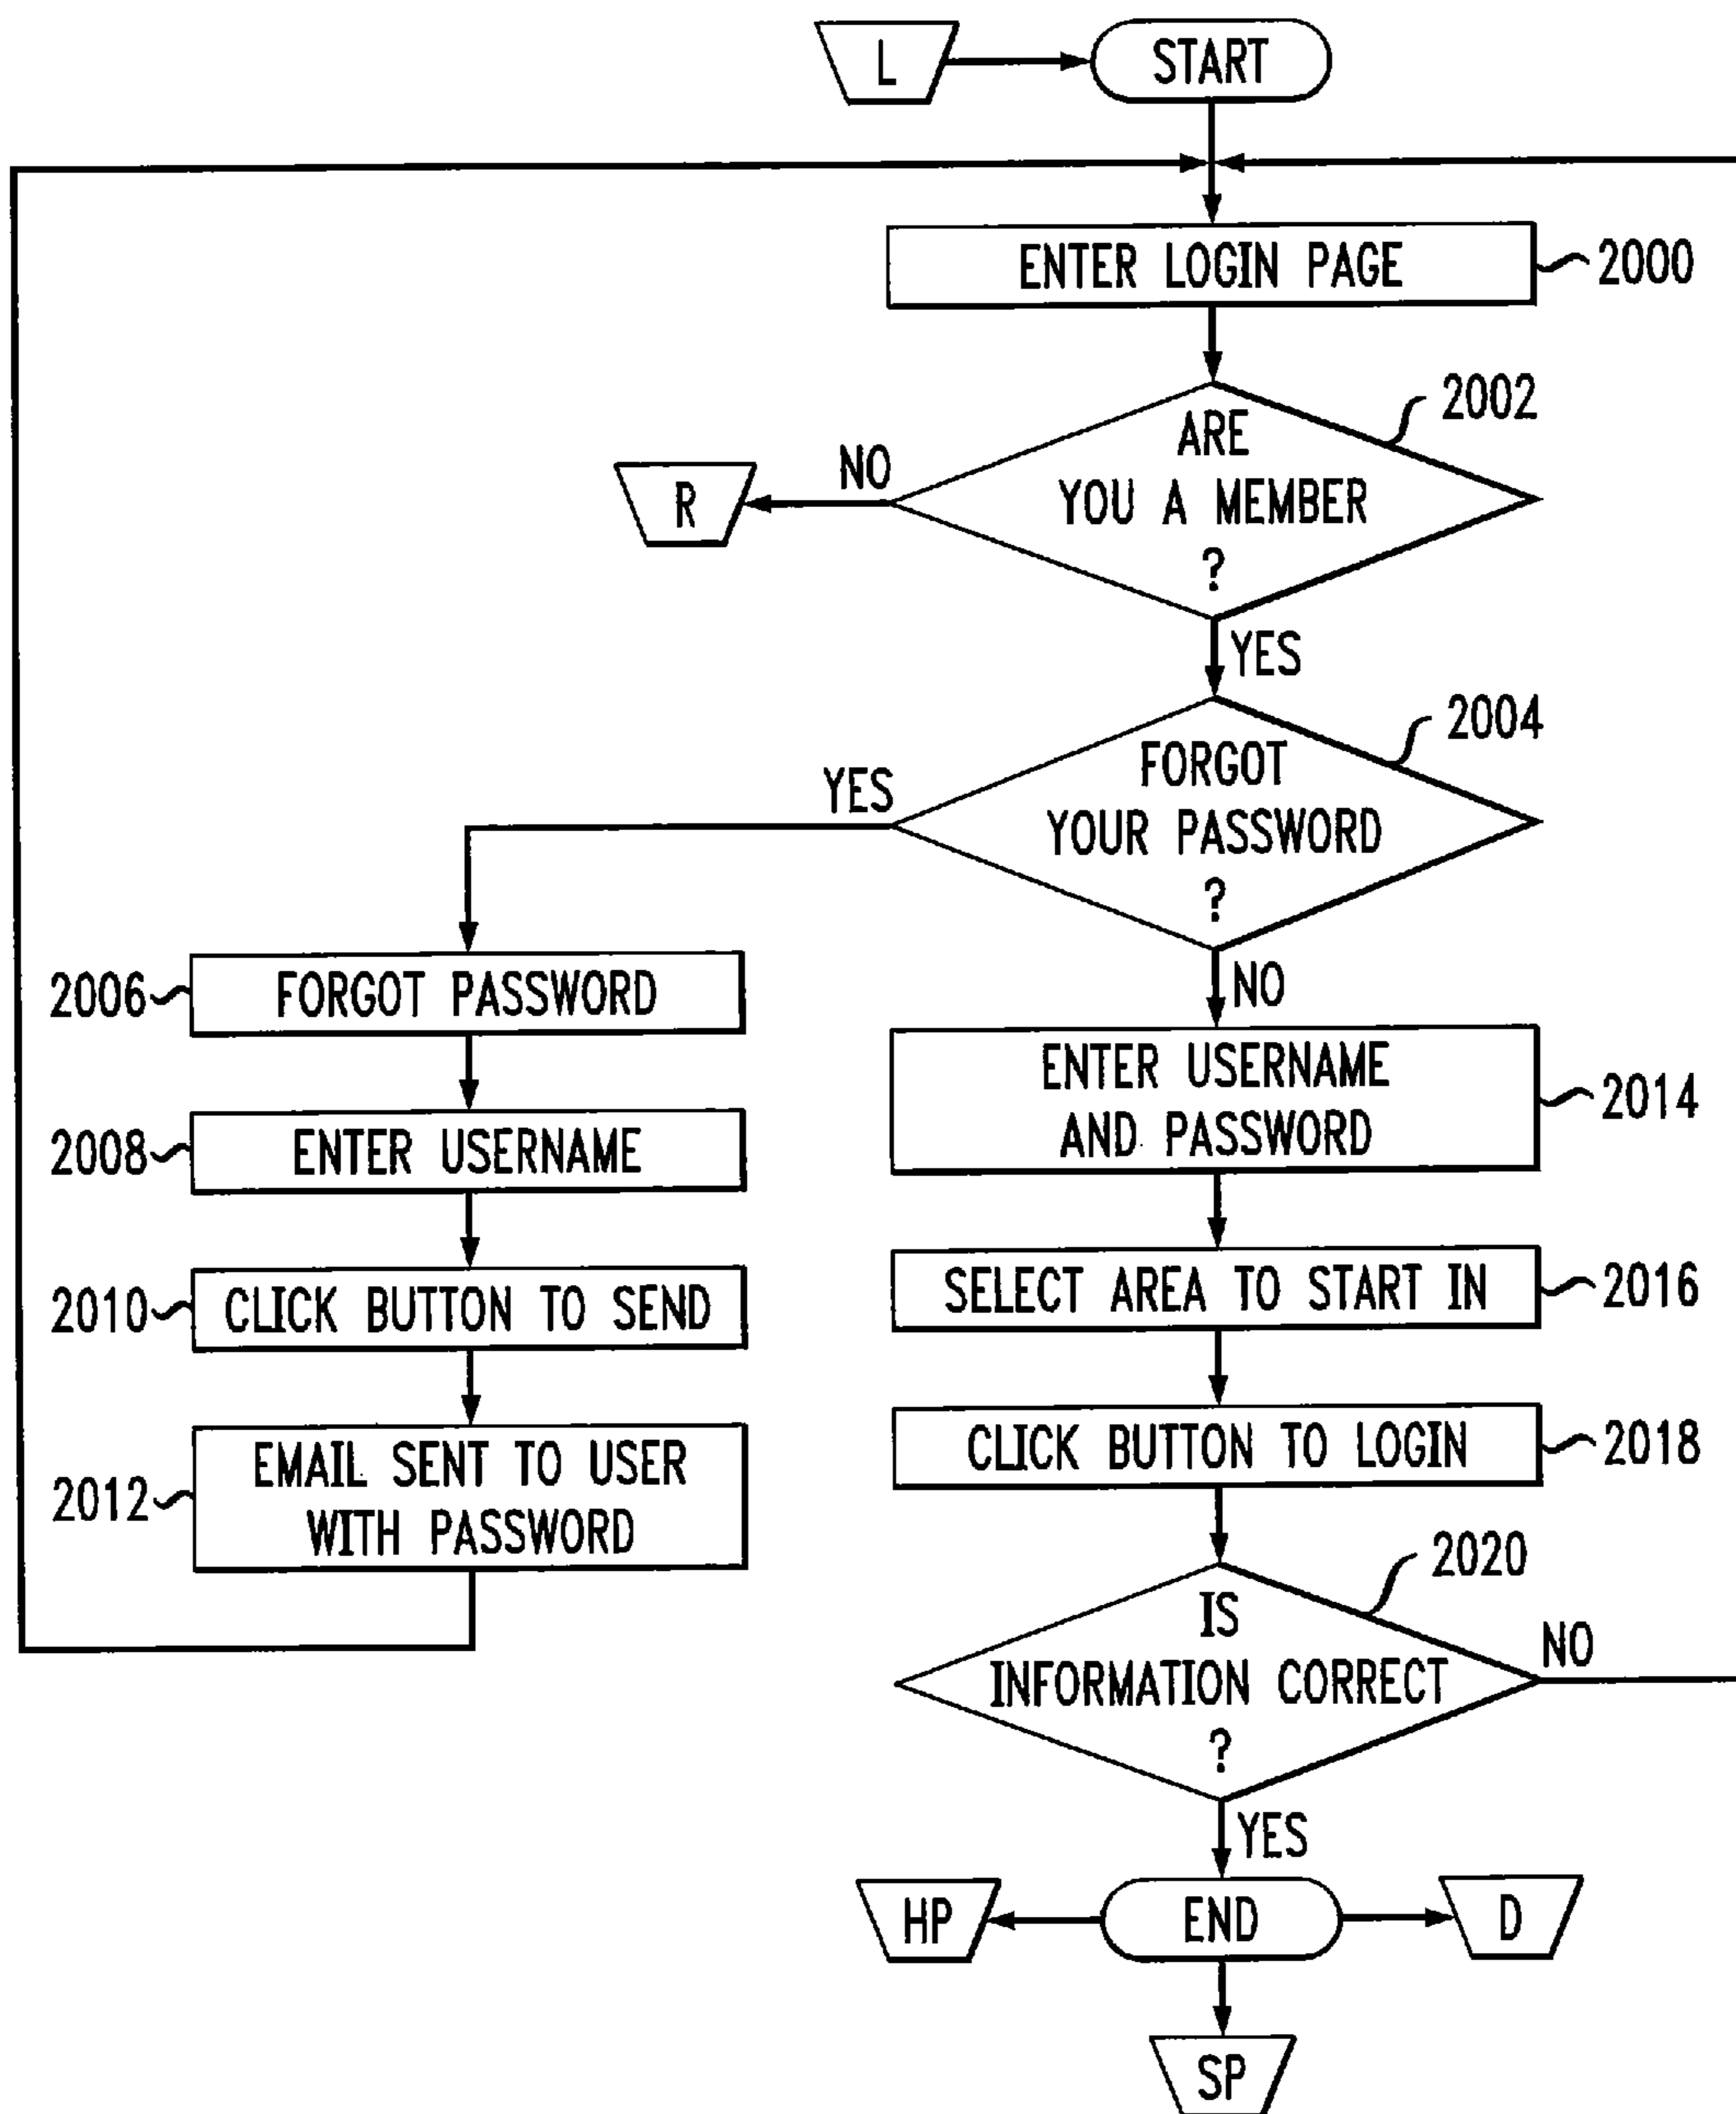 L
START
ENTER LOGIN PAGE
2000
2002
ARE
YOU A MEMBER
?
NO
R
YES
2004
FORGOT
YOUR PASSWORD
?
YES
NO
2006
FORGOT PASSWORD
2008
ENTER USERNAME
2010
CLICK BUTTON TO SEND
2012
EMAIL SENT TO USER
WITH PASSWORD
ENTER USERNAME
AND PASSWORD
2014
SELECT AREA TO START IN
2016
CLICK BUTTON TO LOGIN
2018
2020
IS
INFORMATION CORRECT
?
NO
YES
HP
END
D
SP